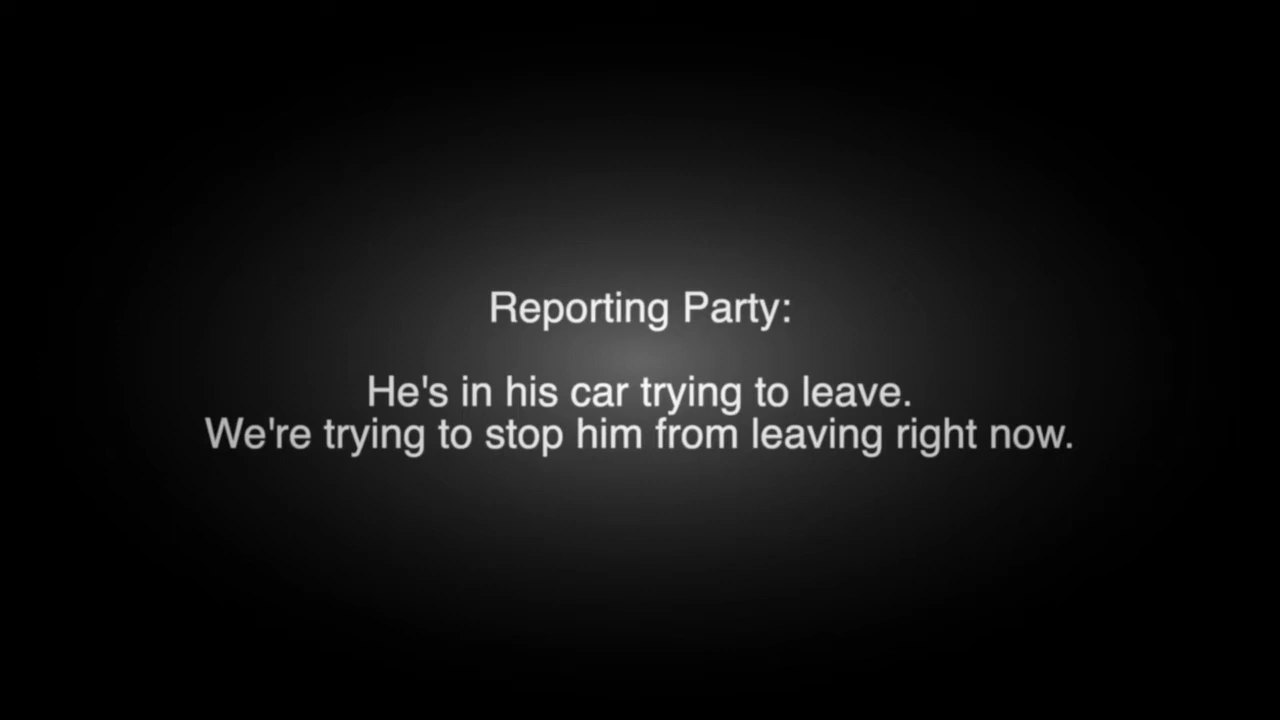 Reporting Party:
He's in his car trying to leave.
We're trying to stop him from leaving right now.